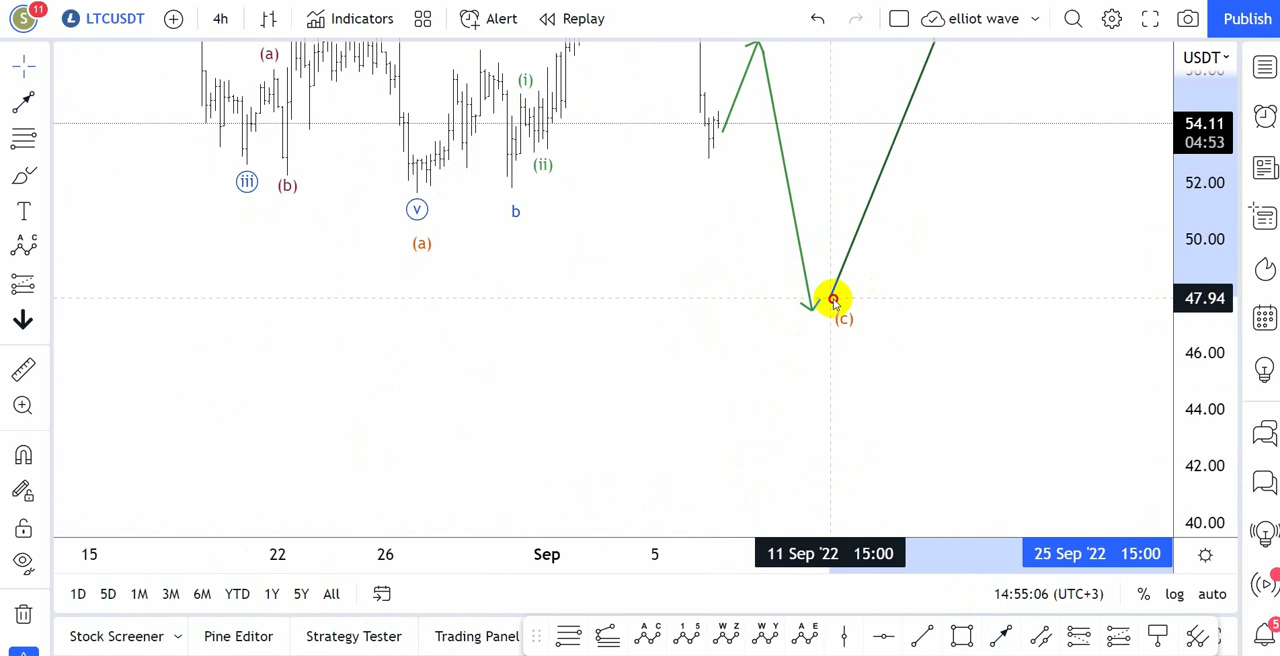 S
11
LTCUSDT
4h
Indicators
Alert
Replay
elliot wave
Publish
USDT
(a)
(i)
54.11
04:53
(ii)
iii
(b)
52.00
v
b
(a)
50.00
47.94
(c)
46.00
44.00
42.00
40.00
15
22
26
Sep
5
11 Sep '22 15:00
25 Sep '22 15:00
1D
5D
1M
3M
6M
YTD
1Y
5Y
All
14:55:06 (UTC+3)
%
log
auto
Stock Screener
Pine Editor
Strategy Tester
Trading Panel
A C
1 5
W Z
W Y
A E